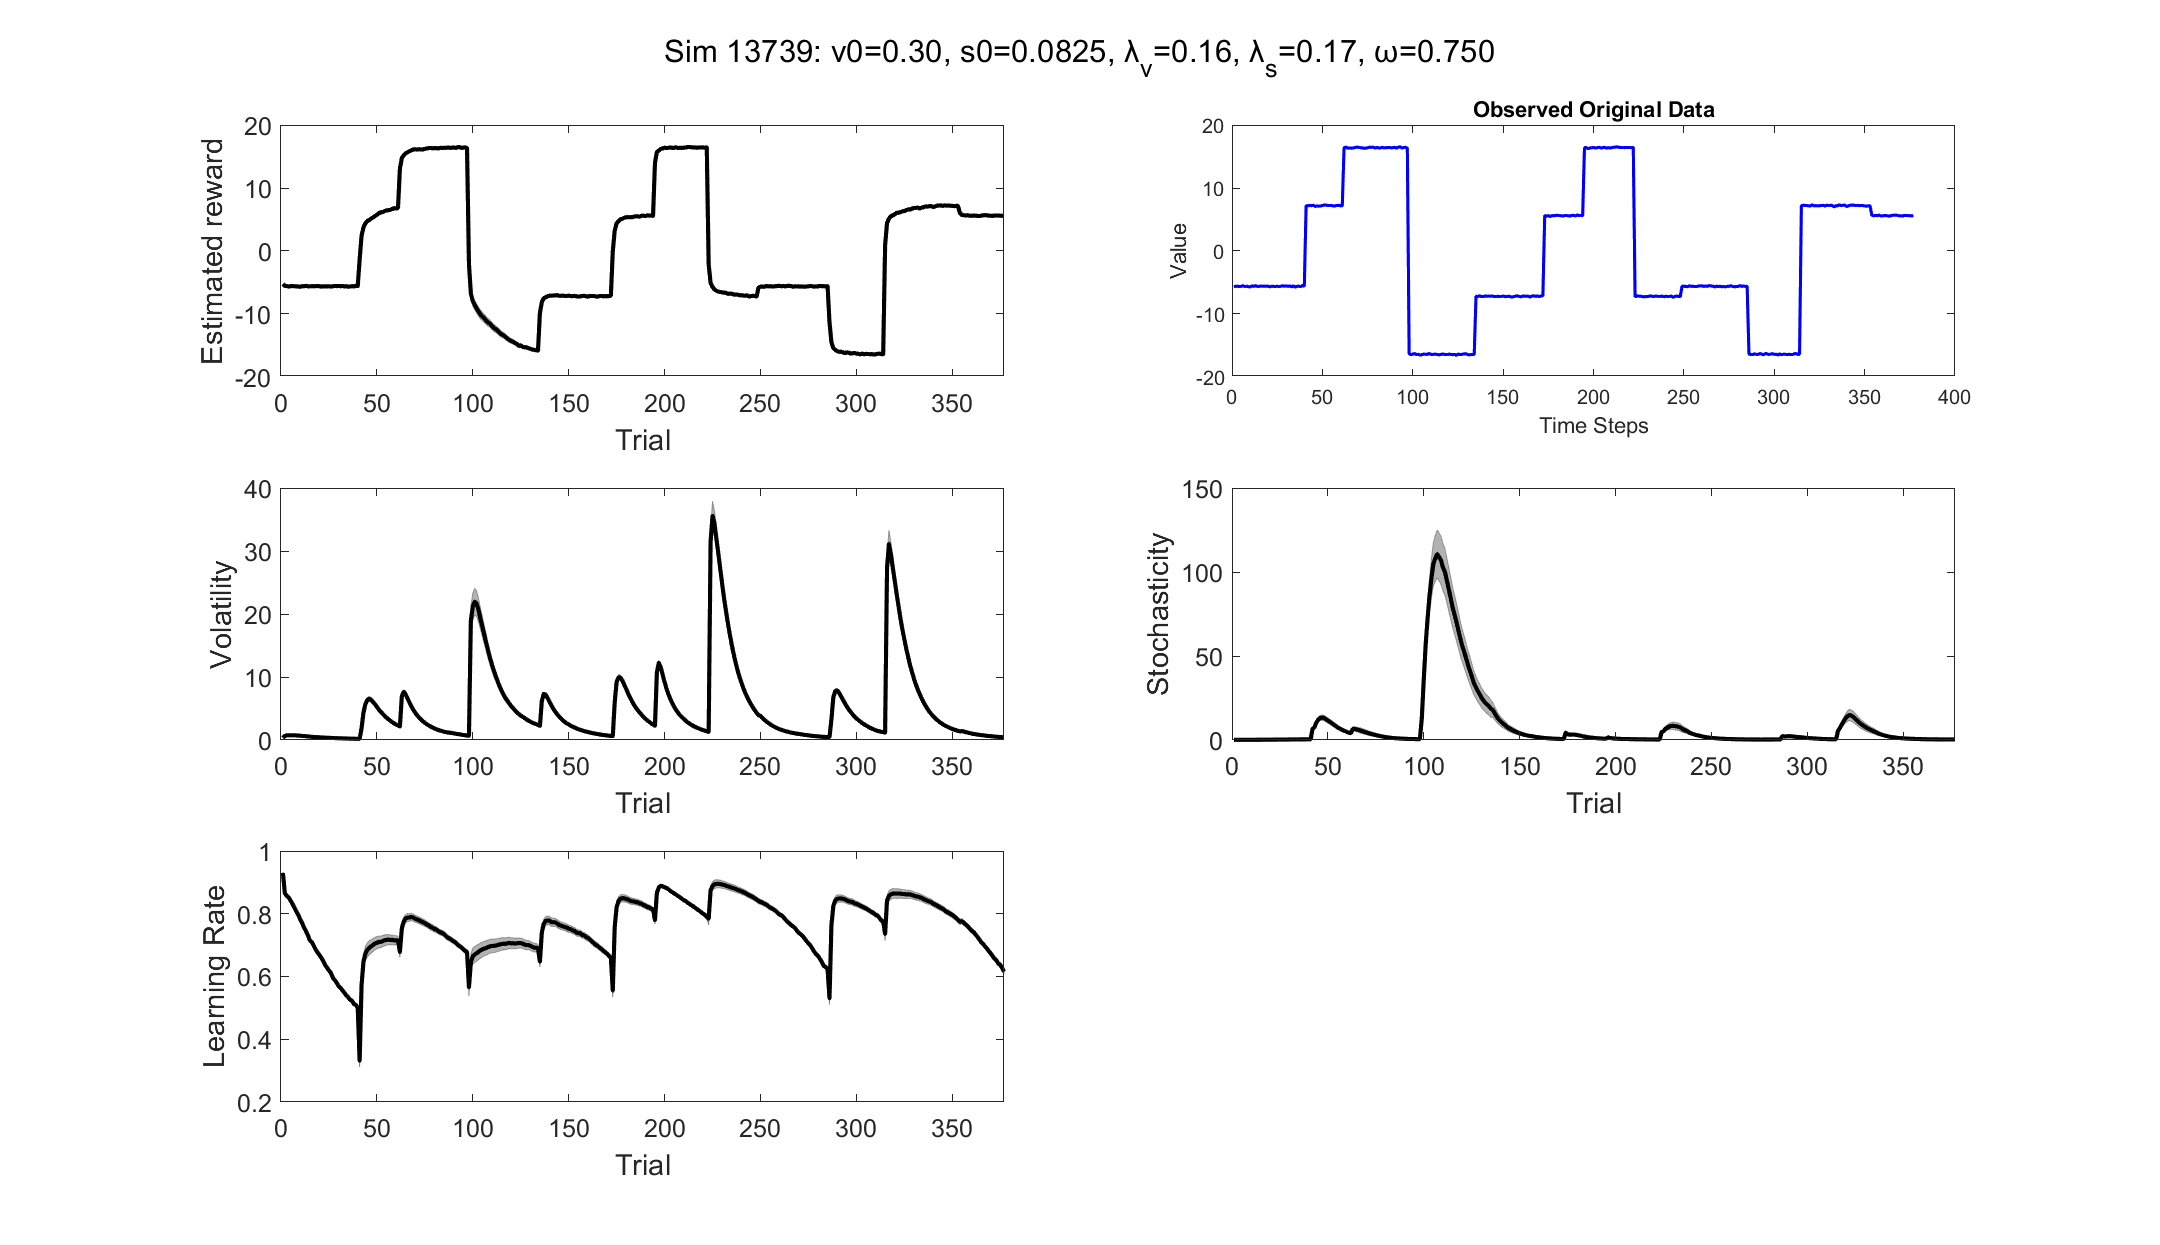 Sim 13739: v0=0.30, s0=0.0825, λ_v=0.16, λ_s=0.17, ω=0.750
Estimated reward
20
10
0
-10
-20
0 50 100 150 200 250 300 350
Trial
Observed Original Data
Value
20
10
0
-10
-20
0 50 100 150 200 250 300 350 400
Time Steps
Volatility
40
30
20
10
0
0 50 100 150 200 250 300 350
Trial
Stochasticity
150
100
50
0
0 50 100 150 200 250 300 350
Trial
Learning Rate
1
0.8
0.6
0.4
0.2
0 50 100 150 200 250 300 350
Trial